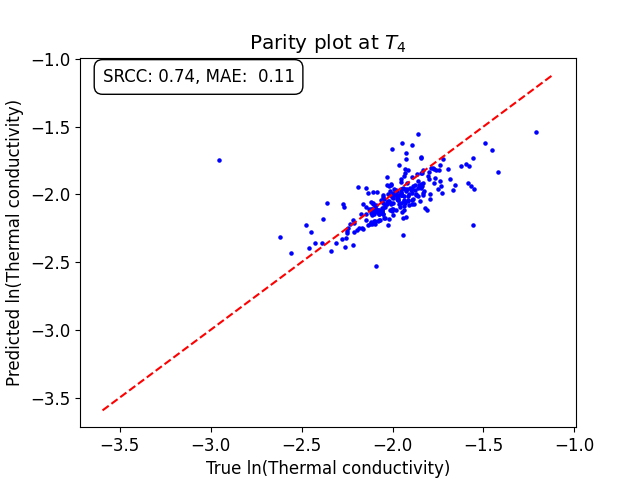 Parity plot at T₄
SRCC: 0.74, MAE:  0.11
Predicted ln(Thermal conductivity)
−1.0
−1.5
−2.0
−2.5
−3.0
−3.5
−3.5 −3.0 −2.5 −2.0 −1.5 −1.0
True ln(Thermal conductivity)